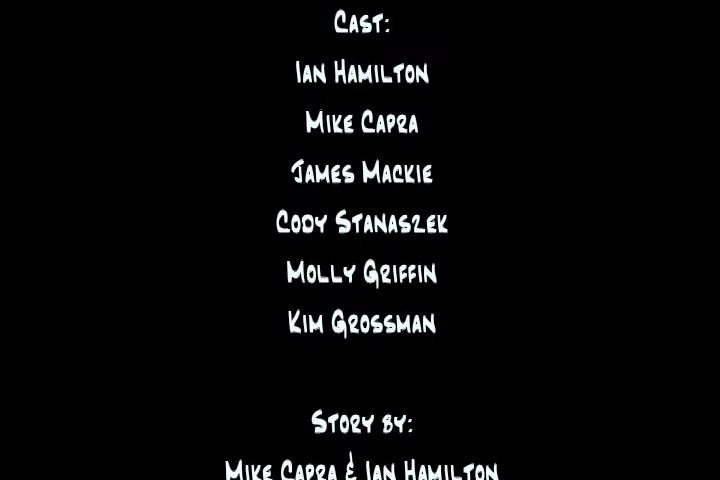 Cast:
Ian Hamilton
Mike Capra
James Mackie
Cody Stanaszek
Molly Griffin
Kim Grossman
Story by:
Mike Capra & Ian Hamilton